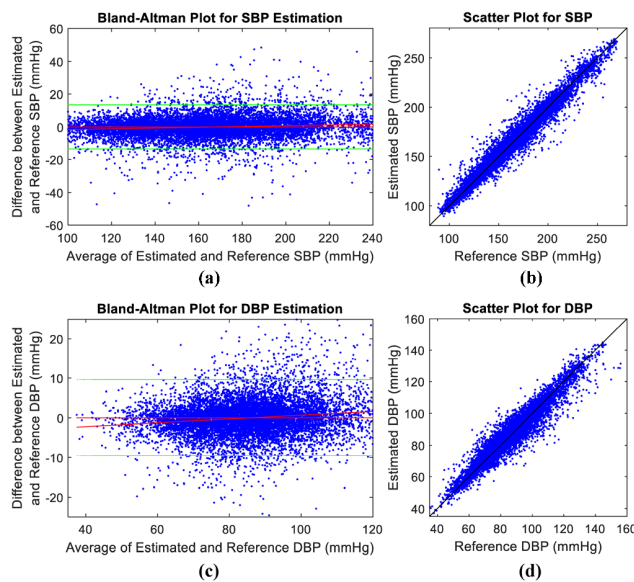 Bland-Altman Plot for SBP Estimation
Difference between Estimated
and Reference SBP (mmHg)
60
40
20
0
-20
-40
-60
100 120 140 160 180 200 220 240
Average of Estimated and Reference SBP (mmHg)
(a)
Scatter Plot for SBP
Estimated SBP (mmHg)
250
200
150
100
100 150 200 250
Reference SBP (mmHg)
(b)
Bland-Altman Plot for DBP Estimation
Difference between Estimated
and Reference DBP (mmHg)
20
10
0
-10
-20
40 60 80 100 120
Average of Estimated and Reference DBP (mmHg)
(c)
Scatter Plot for DBP
Estimated DBP (mmHg)
160
140
120
100
80
60
40
40 60 80 100 120 140 160
Reference DBP (mmHg)
(d)